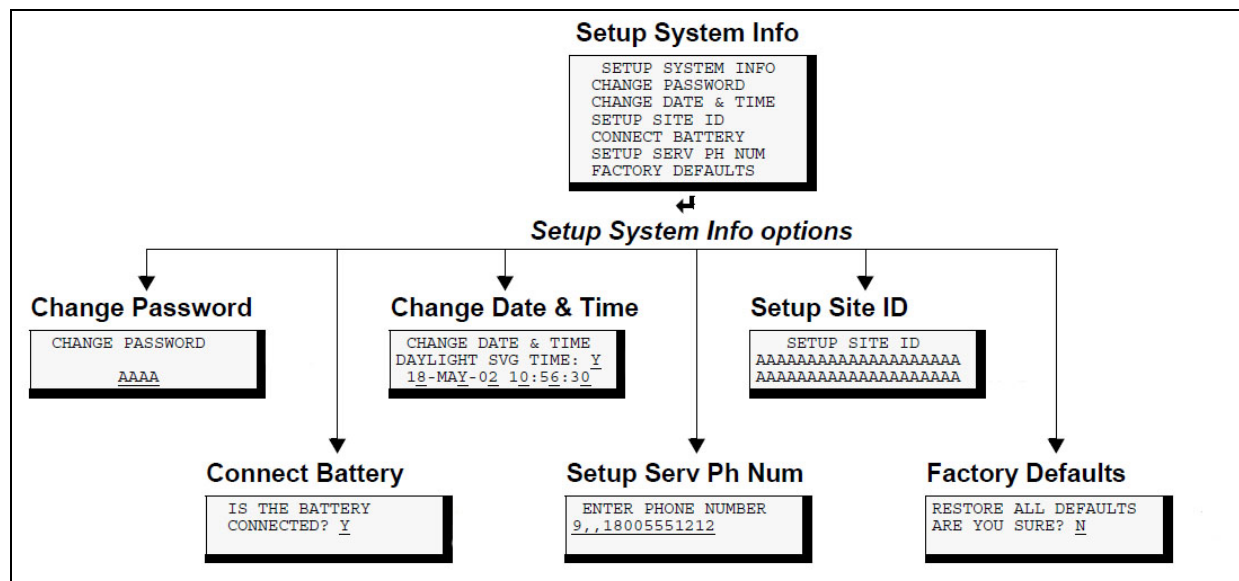 Setup System Info
SETUP SYSTEM INFO
CHANGE PASSWORD
CHANGE DATE & TIME
SETUP SITE ID
CONNECT BATTERY
SETUP SERV PH NUM
FACTORY DEFAULTS
Setup System Info options
Change Password
CHANGE PASSWORD
AAAA
Change Date & Time
CHANGE DATE & TIME
DAYLIGHT SVG TIME: Y
18-MAY-02 10:56:30
Setup Site ID
SETUP SITE ID
AAAAAAAAAAAAAAAAAAAA
AAAAAAAAAAAAAAAAAAAA
Connect Battery
IS THE BATTERY
CONNECTED? Y
Setup Serv Ph Num
ENTER PHONE NUMBER
9,,18005551212
Factory Defaults
RESTORE ALL DEFAULTS
ARE YOU SURE? N